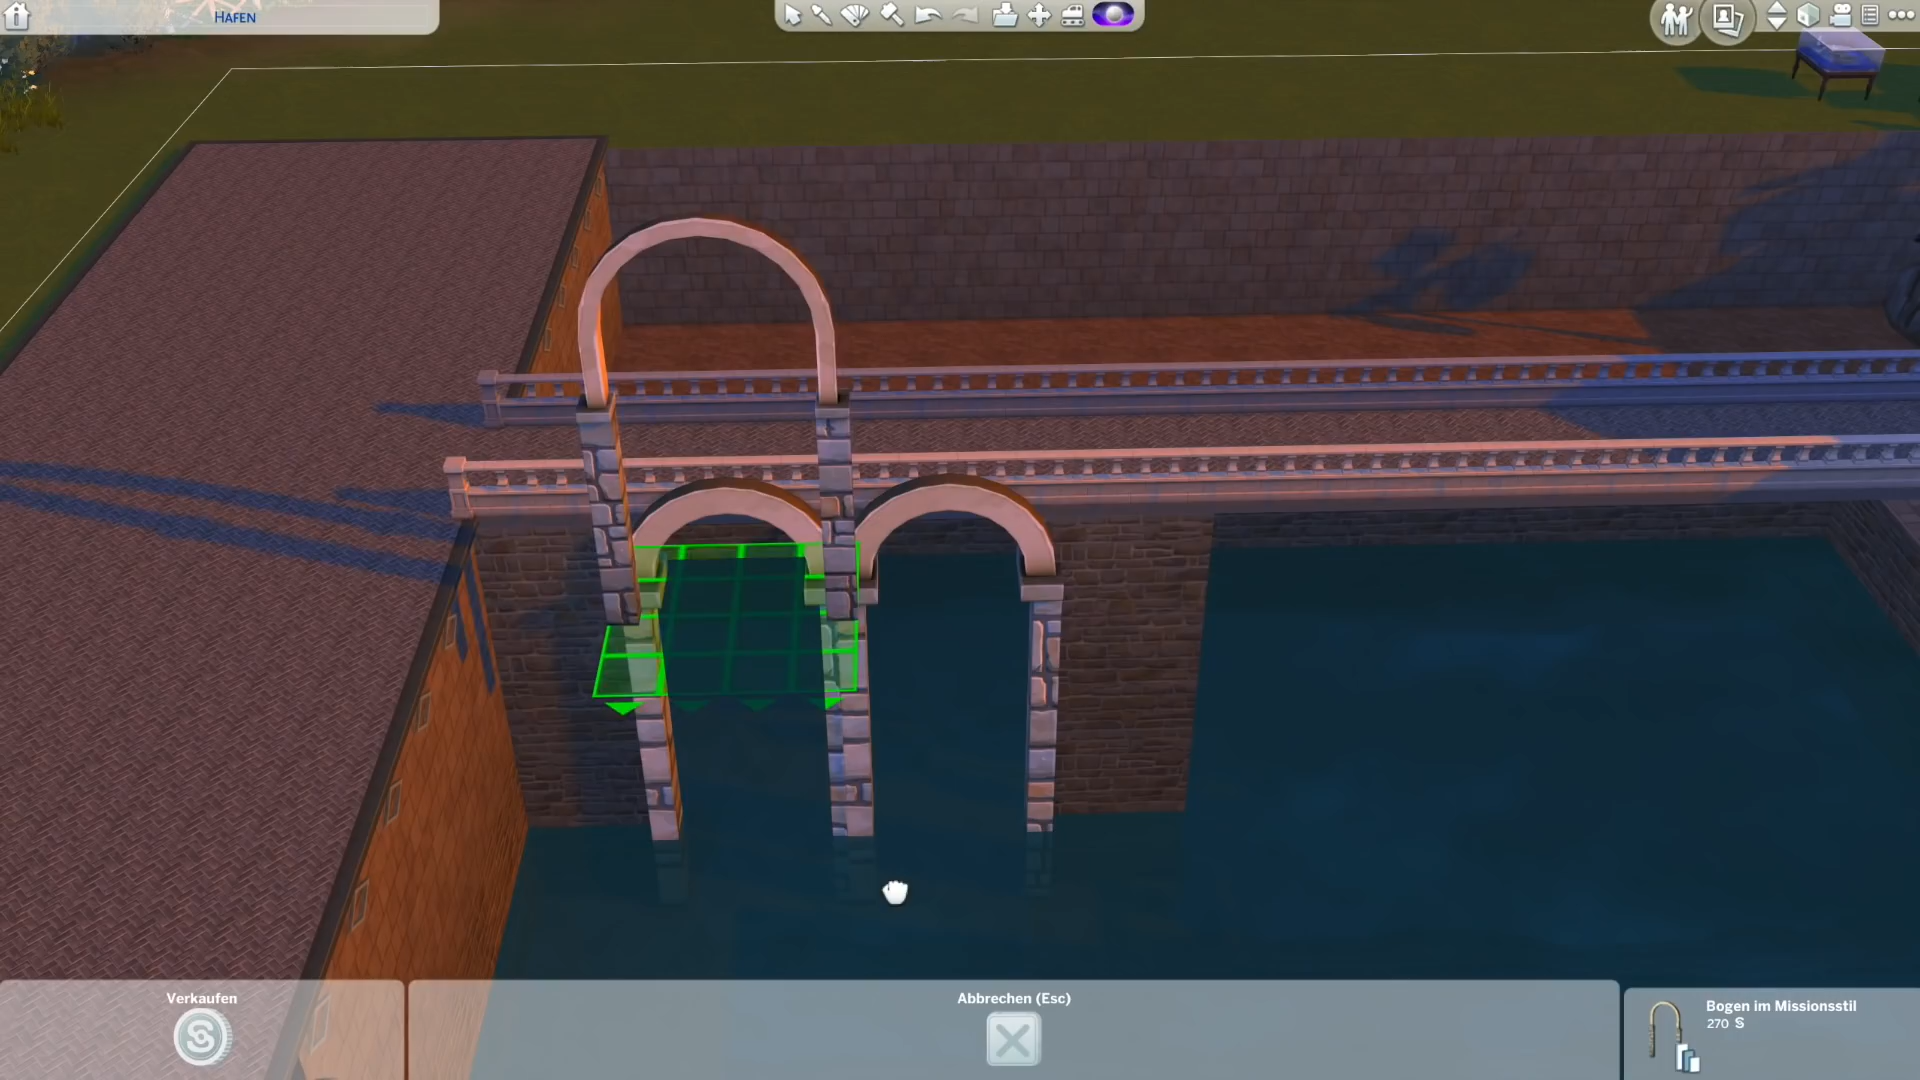 HAFEN
Verkaufen
Abbrechen (Esc)
Bogen im Missionsstil
270 §